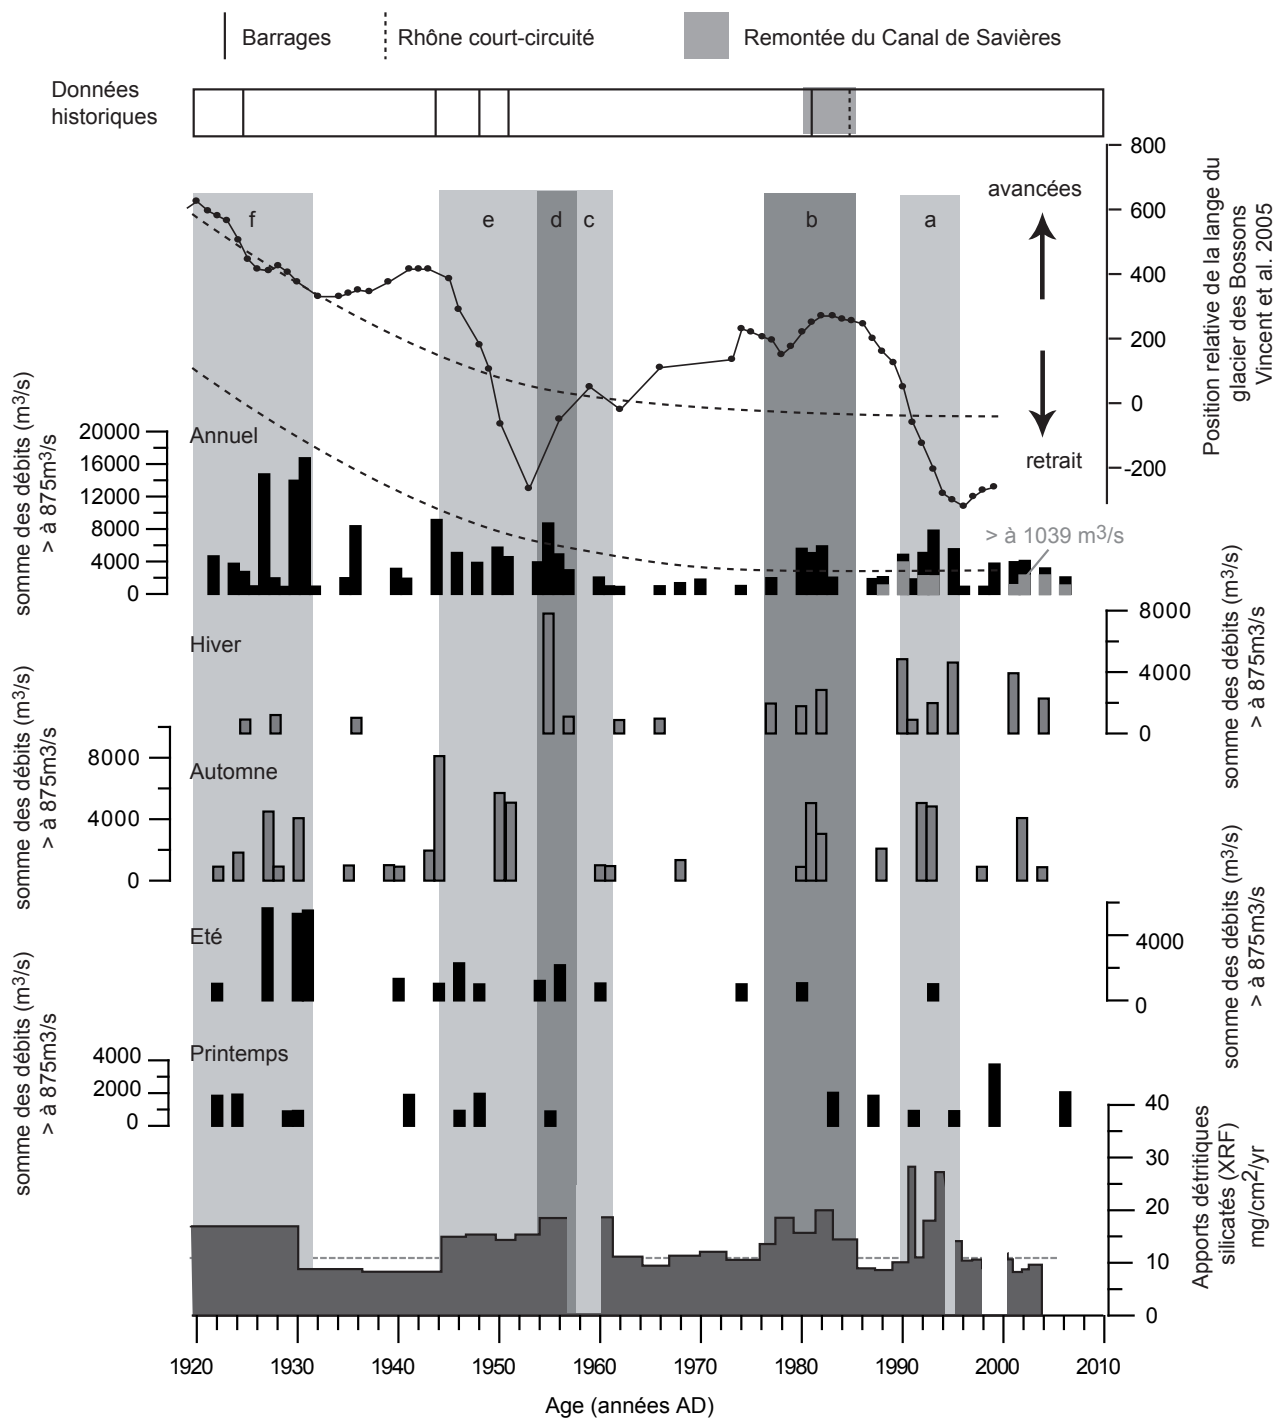 Barrages
Rhône court-circuité
Remontée du Canal de Savières
Données
historiques
800
600
400
200
0
-200
Position relative de la lange du
glacier des Bossons
Vincent et al. 2005
avancées
retrait
f
e
d
c
b
a
Annuel
20000
16000
12000
8000
4000
0
somme des débits (m3/s)
> à 875m3/s
> à 1039 m3/s
Hiver
8000
4000
0
somme des débits (m3/s)
> à 875m3/s
Automne
8000
4000
0
somme des débits (m3/s)
> à 875m3/s
Eté
4000
0
somme des débits (m3/s)
> à 875m3/s
Printemps
4000
2000
0
somme des débits (m3/s)
> à 875m3/s
40
30
20
10
0
Apports détritiques
silicatés (XRF)
mg/cm2/yr
1920
1930
1940
1950
1960
1970
1980
1990
2000
2010
Age (années AD)